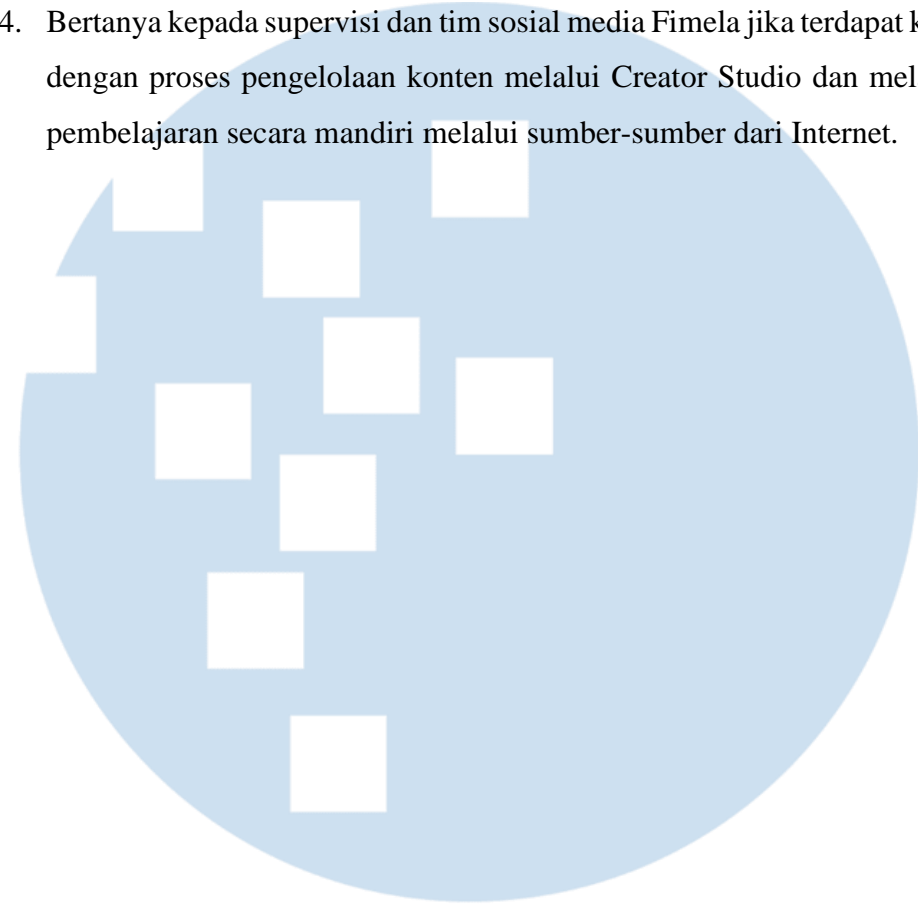 4. Bertanya kepada supervisi dan tim sosial media Fimela jika terdapat
dengan proses pengelolaan konten melalui Creator Studio dan
pembelajaran secara mandiri melalui sumber-sumber dari Internet.